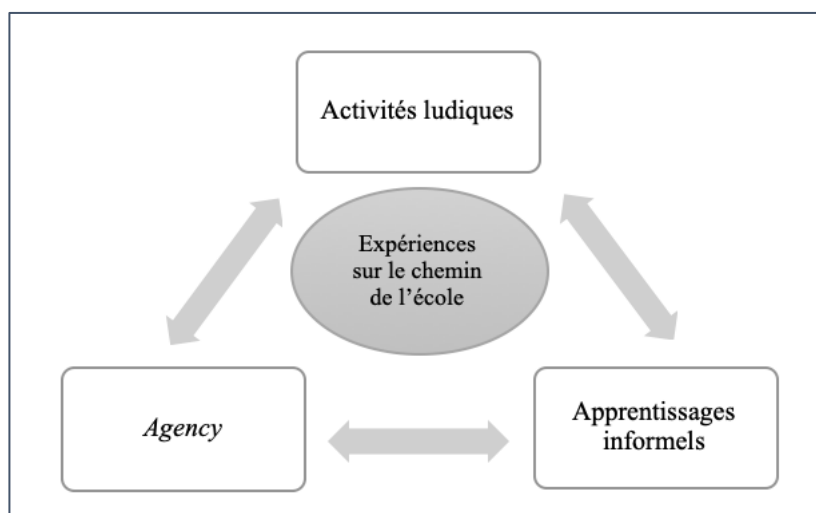 Activités ludiques
Expériences
sur le chemin
de l’école
Agency
Apprentissages
informels